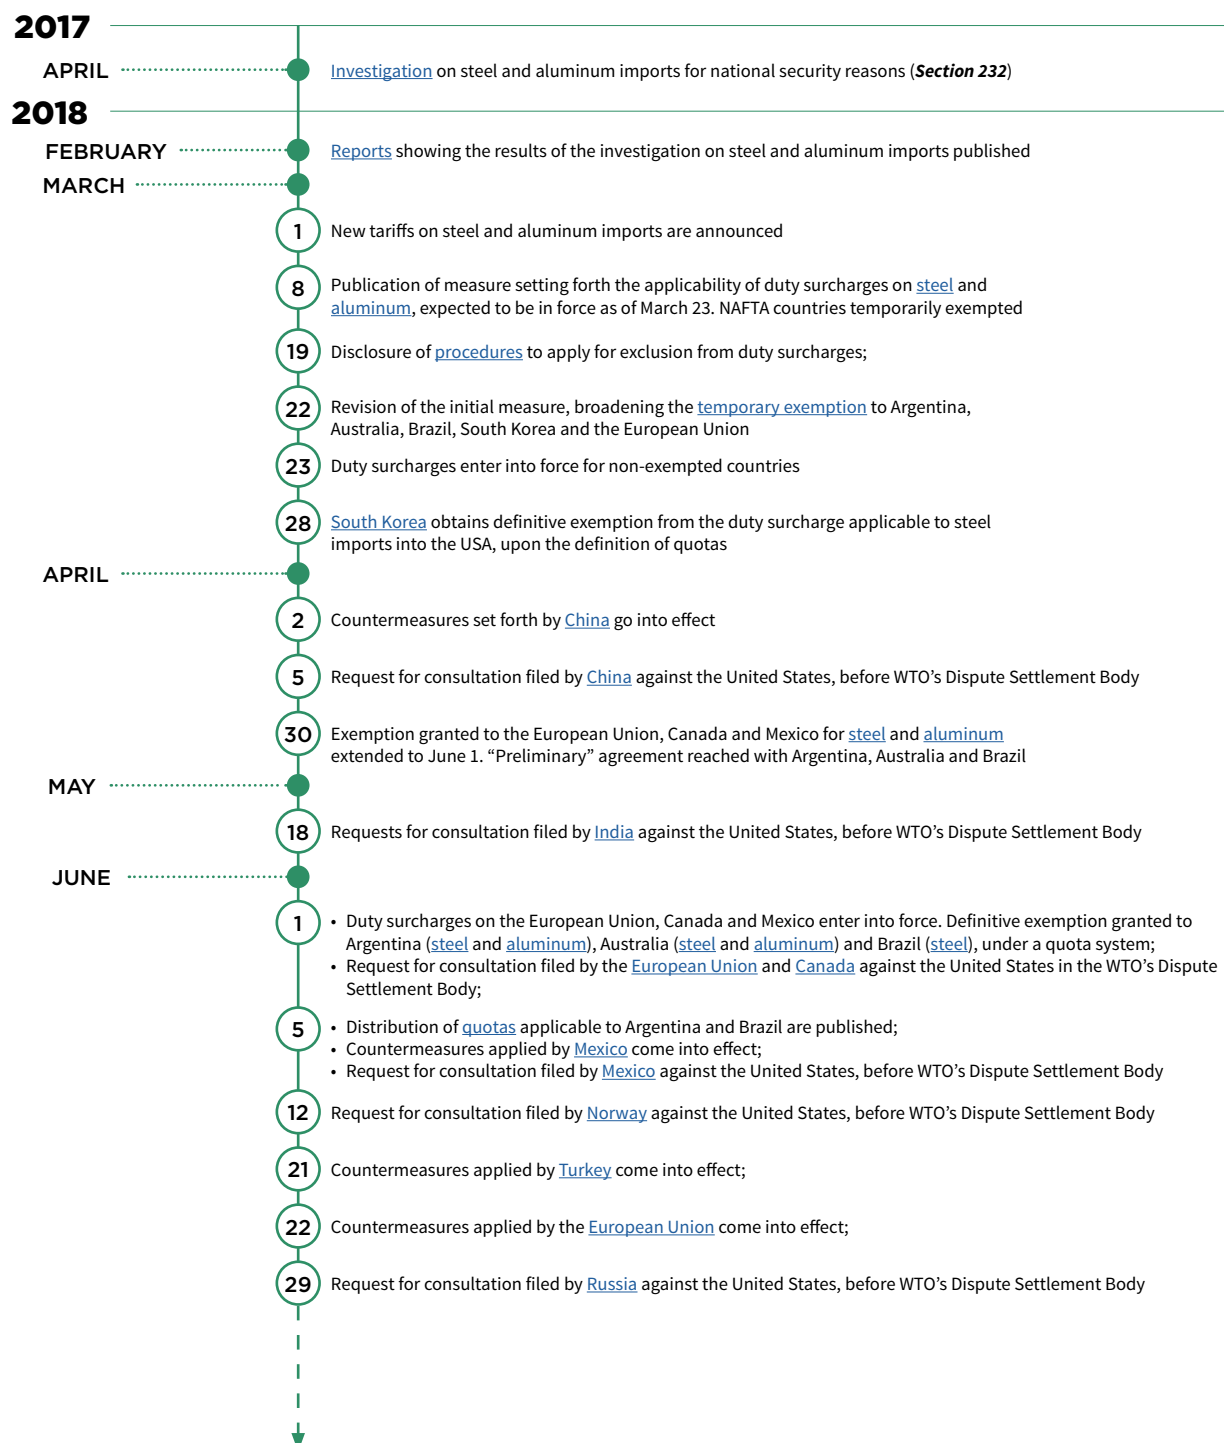 2017
APRIL
Investigation on steel and aluminum imports for national security reasons (Section 232)
2018
FEBRUARY
Reports showing the results of the investigation on steel and aluminum imports published
MARCH
1
New tariffs on steel and aluminum imports are announced
8
Publication of measure setting forth the applicability of duty surcharges on steel and
aluminum, expected to be in force as of March 23. NAFTA countries temporarily exempted
19
Disclosure of procedures to apply for exclusion from duty surcharges;
22
Revision of the initial measure, broadening the temporary exemption to Argentina,
Australia, Brazil, South Korea and the European Union
23
Duty surcharges enter into force for non-exempted countries
28
South Korea obtains definitive exemption from the duty surcharge applicable to steel
imports into the USA, upon the definition of quotas
APRIL
2
Countermeasures set forth by China go into effect
5
Request for consultation filed by China against the United States, before WTO’s Dispute Settlement Body
30
Exemption granted to the European Union, Canada and Mexico for steel and aluminum
extended to June 1. “Preliminary” agreement reached with Argentina, Australia and Brazil
MAY
18
Requests for consultation filed by India against the United States, before WTO’s Dispute Settlement Body
JUNE
1
• Duty surcharges on the European Union, Canada and Mexico enter into force. Definitive exemption granted to
Argentina (steel and aluminum), Australia (steel and aluminum) and Brazil (steel), under a quota system;
• Request for consultation filed by the European Union and Canada against the United States in the WTO’s Dispute
Settlement Body;
5
• Distribution of quotas applicable to Argentina and Brazil are published;
• Countermeasures applied by Mexico come into effect;
• Request for consultation filed by Mexico against the United States, before WTO’s Dispute Settlement Body
12
Request for consultation filed by Norway against the United States, before WTO’s Dispute Settlement Body
21
Countermeasures applied by Turkey come into effect;
22
Countermeasures applied by the European Union come into effect;
29
Request for consultation filed by Russia against the United States, before WTO’s Dispute Settlement Body